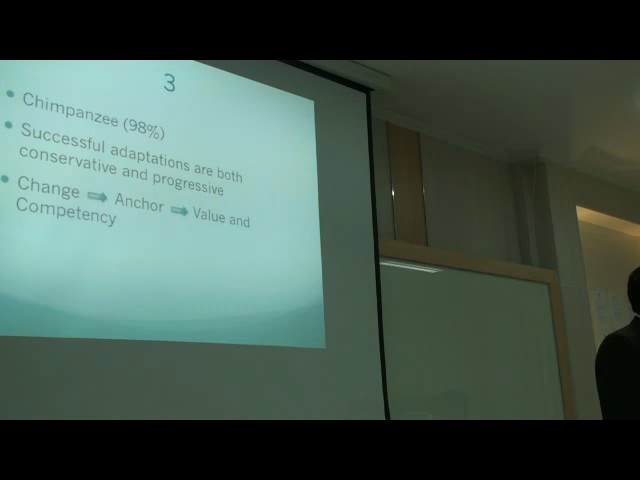 3
Chimpanzee (98%)
Successful adaptations are both
conservative and progressive
Change ➡ Anchor ➡ Value and
Competency